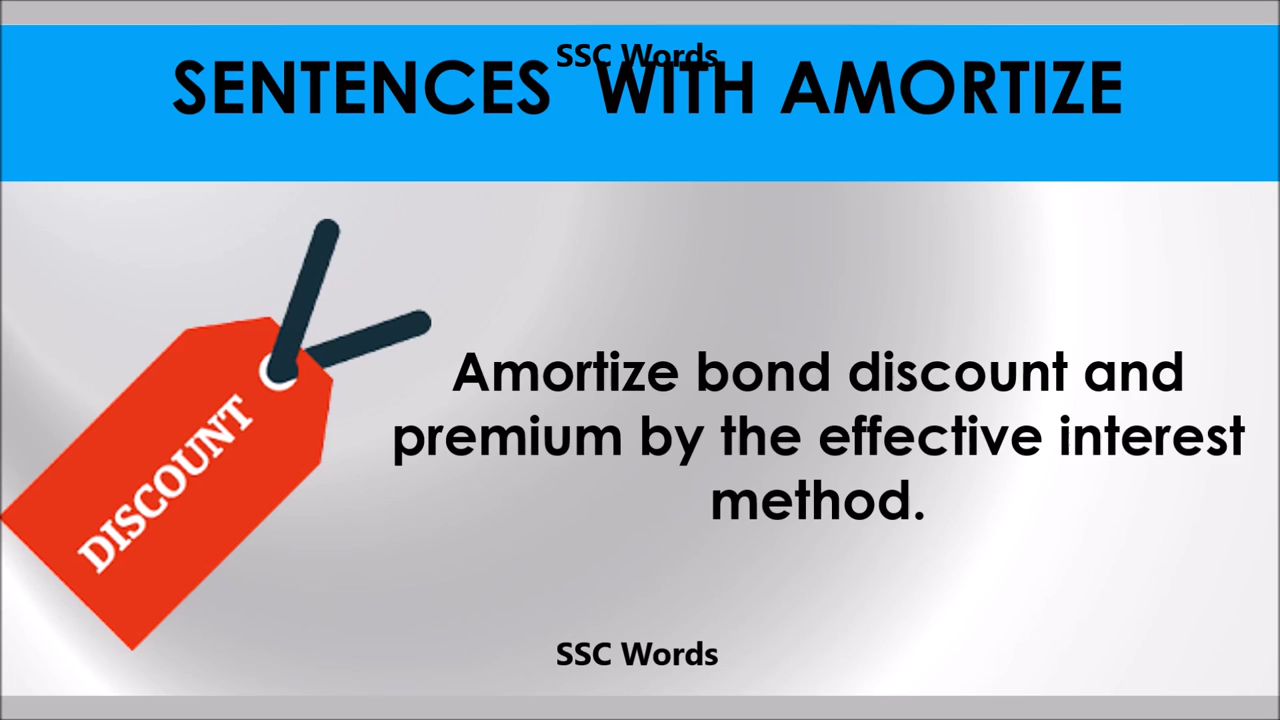 SSC Words
SENTENCES WITH AMORTIZE
DISCOUNT
Amortize bond discount and
premium by the effective interest
method.
SSC Words